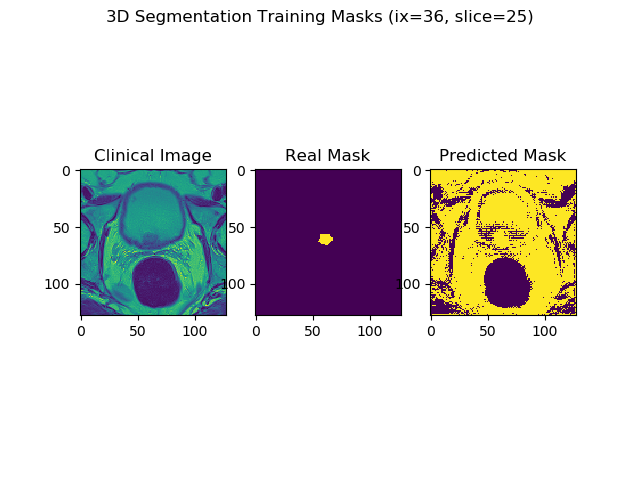 3D Segmentation Training Masks (ix=36, slice=25)
Clinical Image Real Mask Predicted Mask
0 0 0
50 50 50
100 100 100
0 50 100 0 50 100 0 50 100